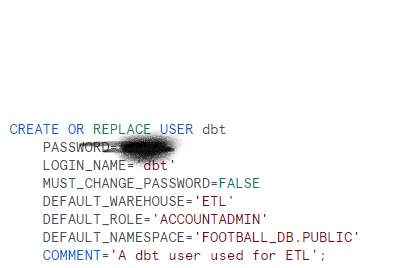 CREATE OR REPLACE USER dbt
PASSWORD=
LOGIN_NAME='dbt'
MUST_CHANGE_PASSWORD=FALSE
DEFAULT_WAREHOUSE='ETL'
DEFAULT_ROLE='ACCOUNTADMIN'
DEFAULT_NAMESPACE='FOOTBALL_DB.PUBLIC'
COMMENT='A dbt user used for ETL';